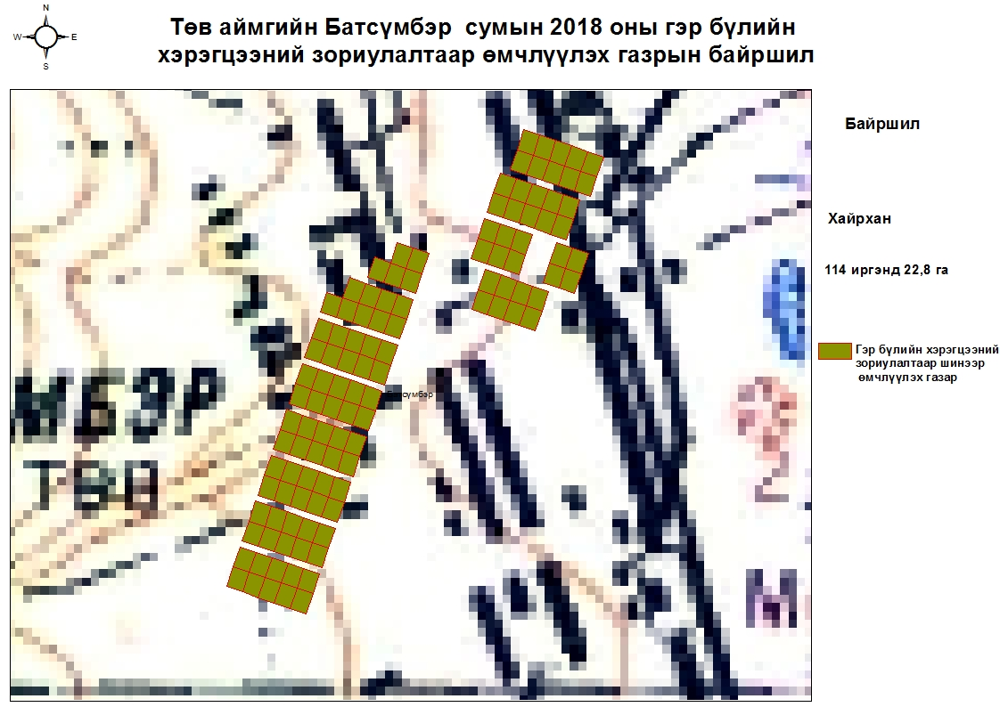 N
W E
S
Төв аймгийн Батсүмбэр сумын 2018 оны гэр бүлийн
хэрэгцээний зориулалтаар өмчлүүлэх газрын байршил
Байршил
Хайрхан
114 иргэнд 22,8 га
Гэр бүлийн хэрэгцээний
зориулалтаар шинээр
өмчлүүлэх газар
Батсүмбэр
МБЭР
Н